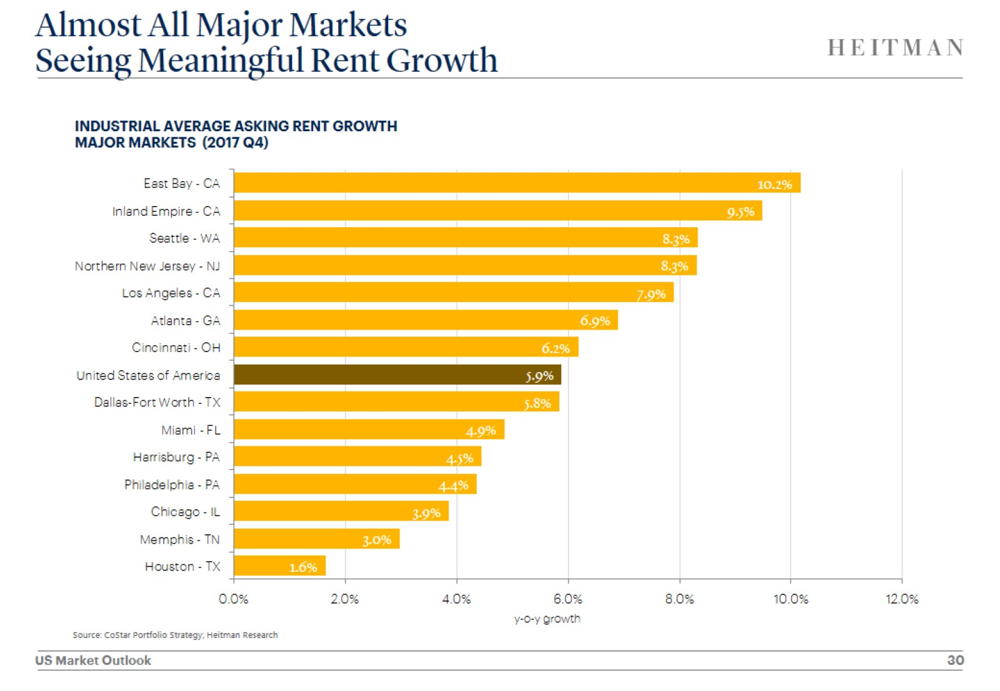 Almost All Major Markets
Seeing Meaningful Rent Growth
HEITMAN
INDUSTRIAL AVERAGE ASKING RENT GROWTH
MAJOR MARKETS (2017 Q4)
East Bay - CA 10.2%
Inland Empire - CA 9.5%
Seattle - WA 8.3%
Northern New Jersey - NJ 8.3%
Los Angeles - CA 7.9%
Atlanta - GA 6.9%
Cincinnati - OH 6.2%
United States of America 5.9%
Dallas-Fort Worth - TX 5.8%
Miami - FL 4.9%
Harrisburg - PA 4.5%
Philadelphia - PA 4.4%
Chicago - IL 3.9%
Memphis - TN 3.0%
Houston - TX 1.6%
0.0% 2.0% 4.0% 6.0% 8.0% 10.0% 12.0%
y-o-y growth
Source: CoStar Portfolio Strategy; Heitman Research
US Market Outlook 30